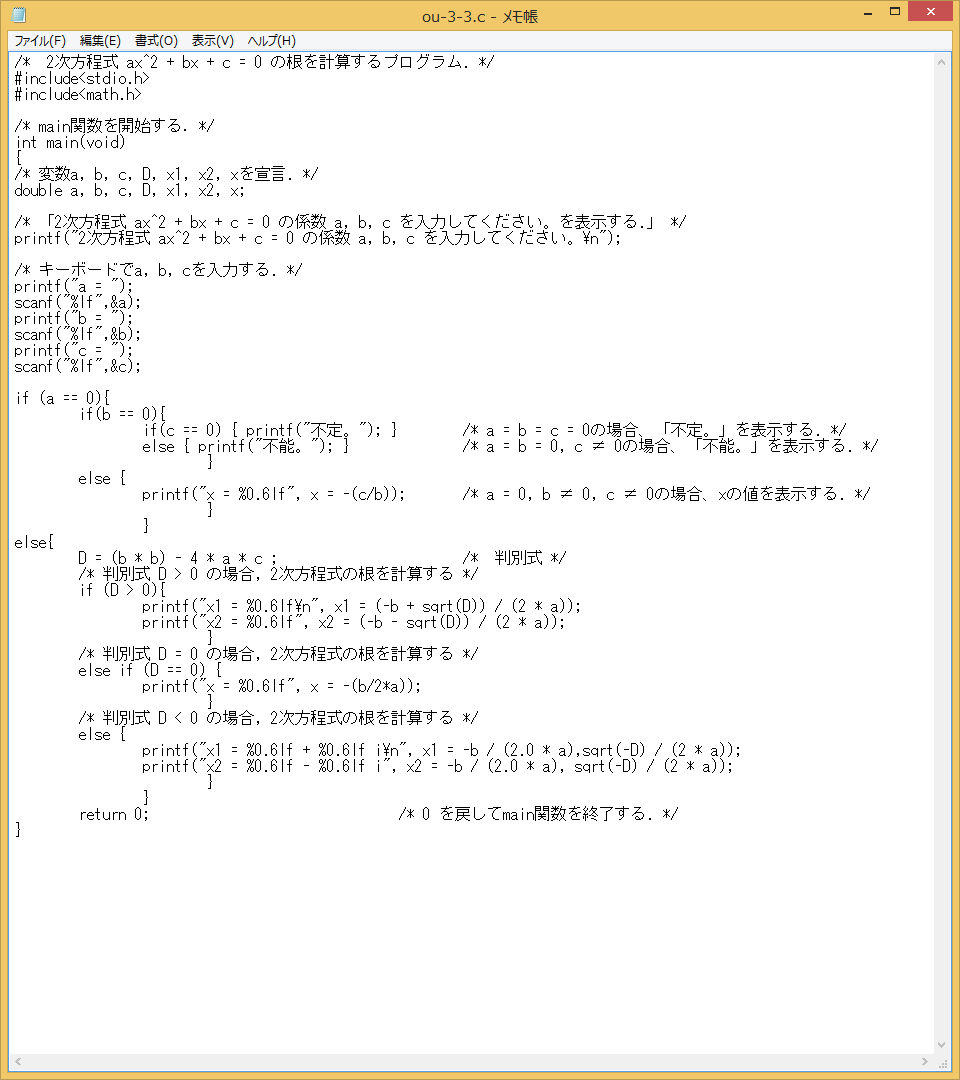 ou-3-3.c - メモ帳
ファイル(F) 編集(E) 書式(O) 表示(V) ヘルプ(H)
/*  2次方程式 ax^2 + bx + c = 0 の根を計算するプログラム. */
#include<stdio.h>
#include<math.h>

/* main関数を開始する. */
int main(void)
{
/* 変数a, b, c, D, x1, x2, xを宣言. */
double a, b, c, D, x1, x2, x;

/* 「2次方程式 ax^2 + bx + c = 0 の係数 a, b, c を入力してください。を表示する.」 */
printf("2次方程式 ax^2 + bx + c = 0 の係数 a, b, c を入力してください。¥n");

/* キーボードでa, b, cを入力する. */
printf("a = ");
scanf("%lf",&a);
printf("b = ");
scanf("%lf",&b);
printf("c = ");
scanf("%lf",&c);

if (a == 0){
        if(b == 0){
                if(c == 0) { printf("不定。"); }        /* a = b = c = 0の場合、「不定。」を表示する. */
                else { printf("不能。"); }              /* a = b = 0, c ≠ 0の場合、「不能。」を表示する. */
                        }
        else {
                printf("x = %0.6lf", x = -(c/b));       /* a = 0, b ≠ 0, c ≠ 0の場合、xの値を表示する. */
                        }
                }
else{
        D = (b * b) - 4 * a * c ;                       /*  判別式 */
        /* 判別式 D > 0 の場合, 2次方程式の根を計算する */
        if (D > 0){
                printf("x1 = %0.6lf¥n", x1 = (-b + sqrt(D)) / (2 * a));
                printf("x2 = %0.6lf", x2 = (-b - sqrt(D)) / (2 * a));
                        }
        /* 判別式 D = 0 の場合, 2次方程式の根を計算する */
        else if (D == 0) {
                printf("x = %0.6lf", x = -(b/2*a));
                        }
        /* 判別式 D < 0 の場合, 2次方程式の根を計算する */
        else {
                printf("x1 = %0.6lf + %0.6lf i¥n", x1 = -b / (2.0 * a),sqrt(-D) / (2 * a));
                printf("x2 = %0.6lf - %0.6lf i", x2 = -b / (2.0 * a), sqrt(-D) / (2 * a));
                        }
                }
        return 0;                               /* 0 を戻してmain関数を終了する. */
}